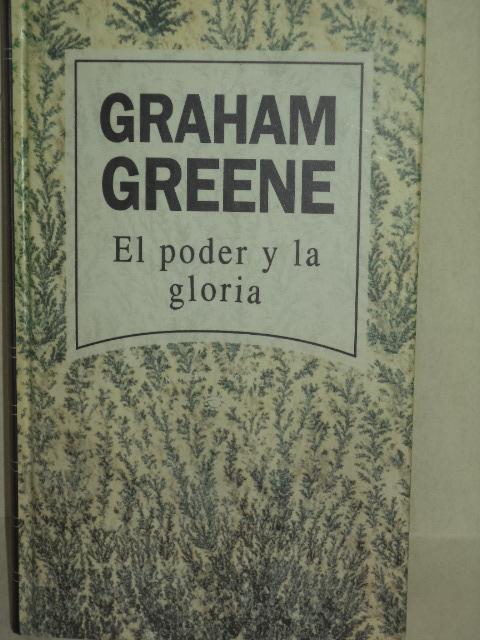 GRAHAM
GREENE
El poder y la
gloria